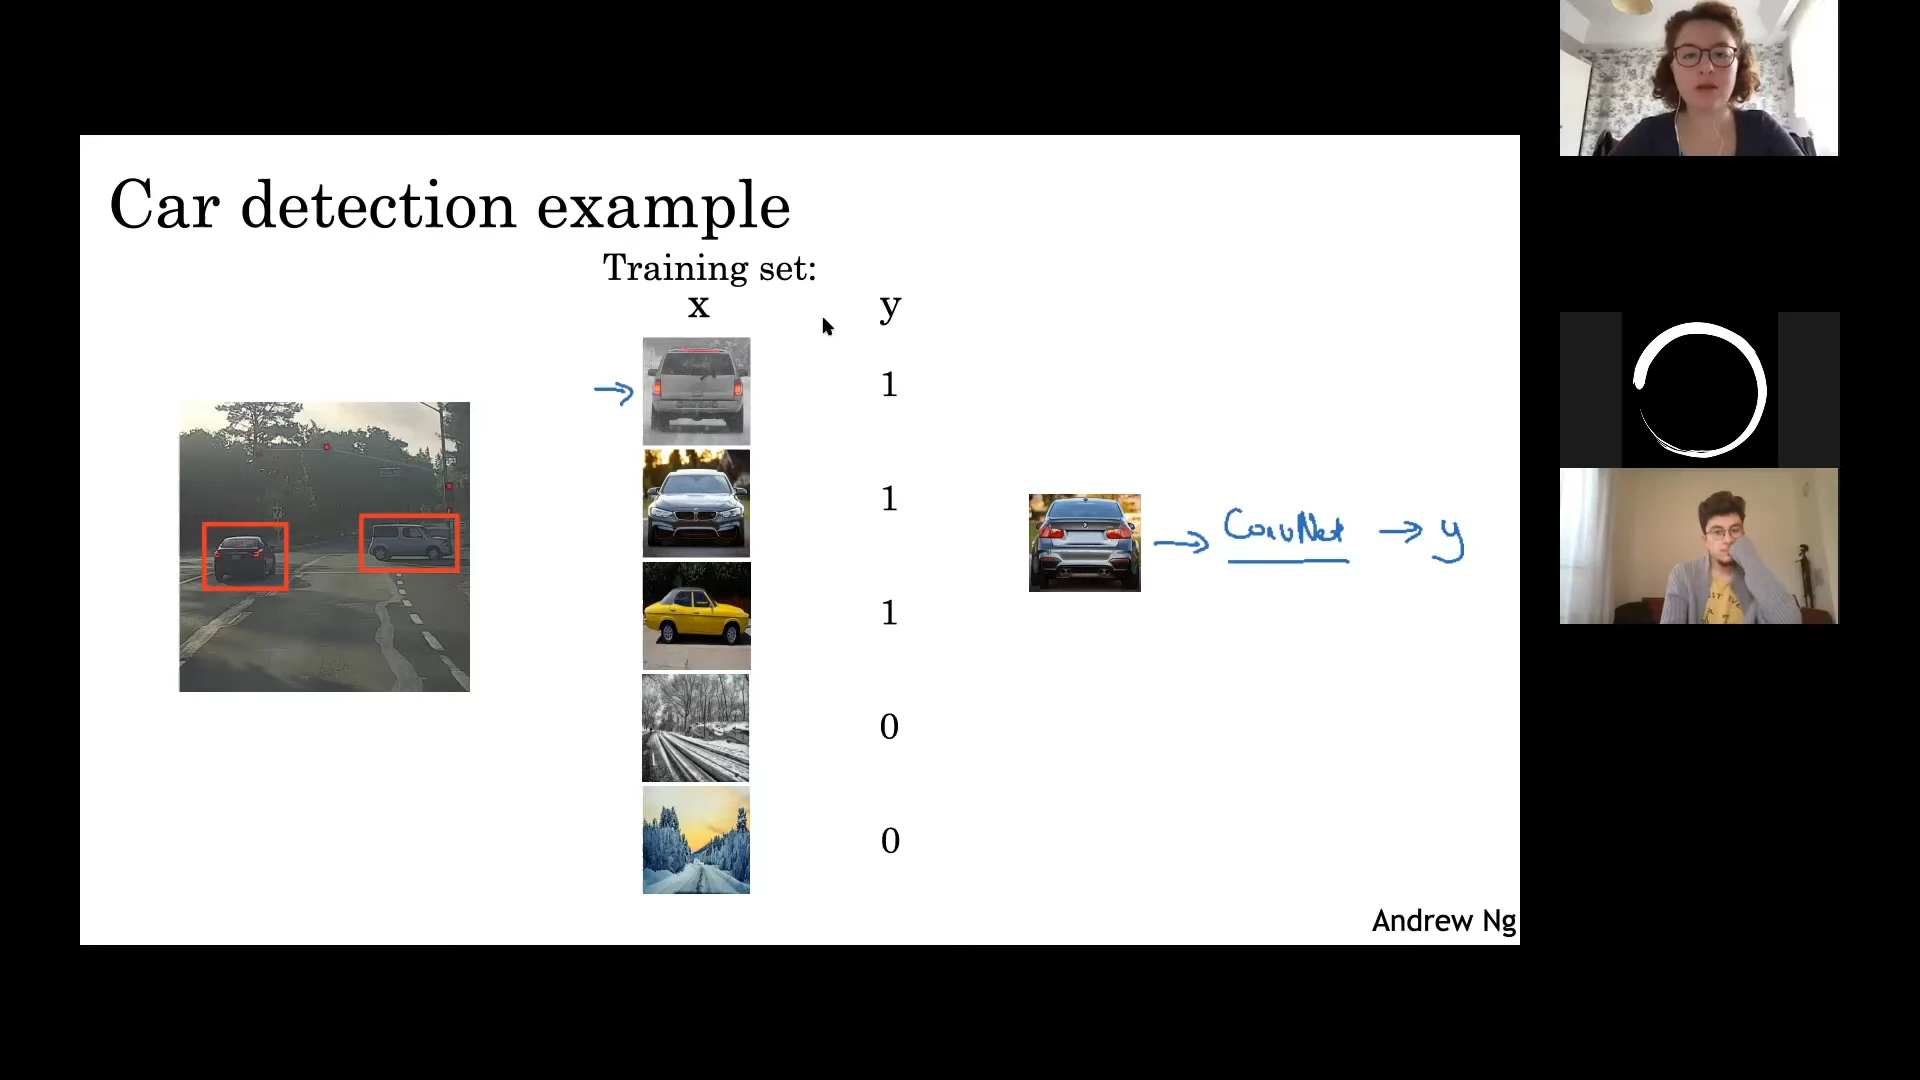 Car detection example
Training set:
x y
1
1
1
0
0
ConvNet → y
Andrew Ng